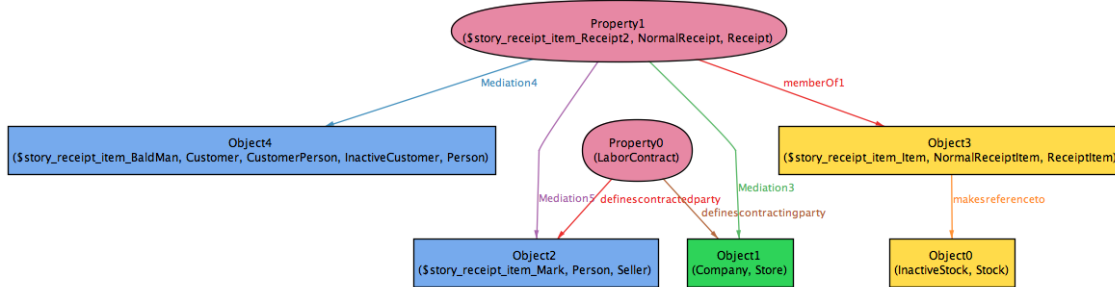 Property1
($story_receipt_item_Receipt2, NormalReceipt, Receipt)
Mediation4
memberOf1
Object4
($story_receipt_item_BaldMan, Customer, CustomerPerson, InactiveCustomer, Person)
Property0
(LaborContract)
Object3
($story_receipt_item_Item, NormalReceiptItem, ReceiptItem)
Mediation5
definescontractedparty
Mediation3
definescontractingparty
makesreferenceto
Object2
($story_receipt_item_Mark, Person, Seller)
Object1
(Company, Store)
Object0
(InactiveStock, Stock)